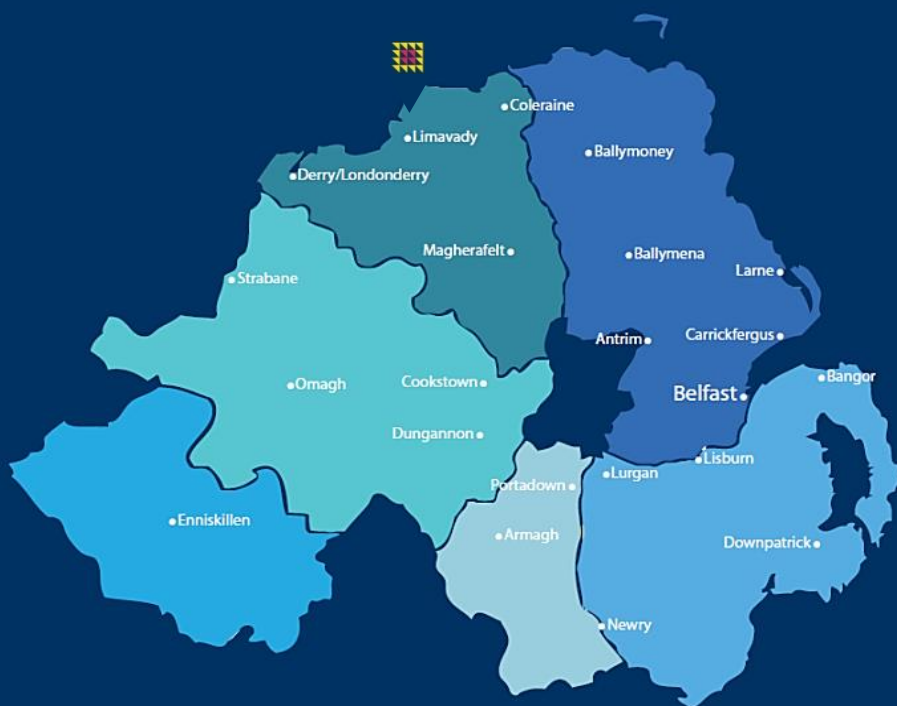 Coleraine
Limavady
Ballymoney
Derry/Londonderry
Magherafelt
Ballymena
Larne
Strabane
Antrim
Carrickfergus
Omagh
Cookstown
Bangor
Belfast
Dungannon
Lisburn
Lurgan
Portadown
Enniskillen
Armagh
Downpatrick
Newry